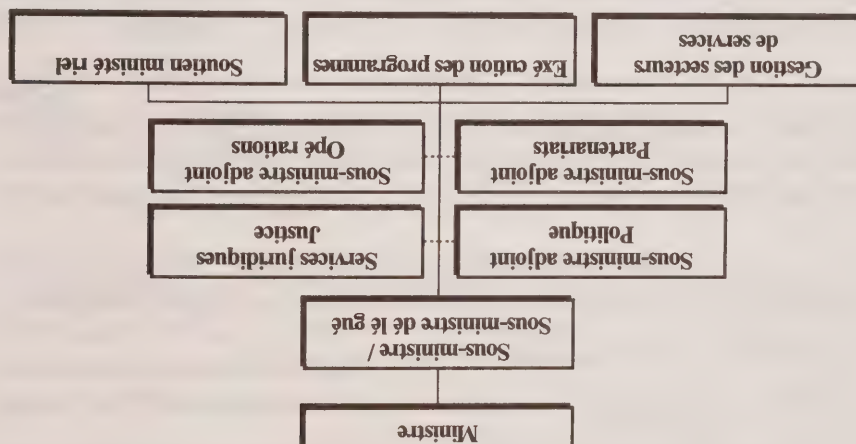 Ministre
Sous-ministre /
Sous-ministre dé lé gué
Services juridiques
Justice
Sous-ministre adjoint
Politique
Sous-ministre adjoint
Opé rations
Sous-ministre adjoint
Partenariats
Soutien ministé riel
Exé cution des programmes
Gestion des secteurs
de services